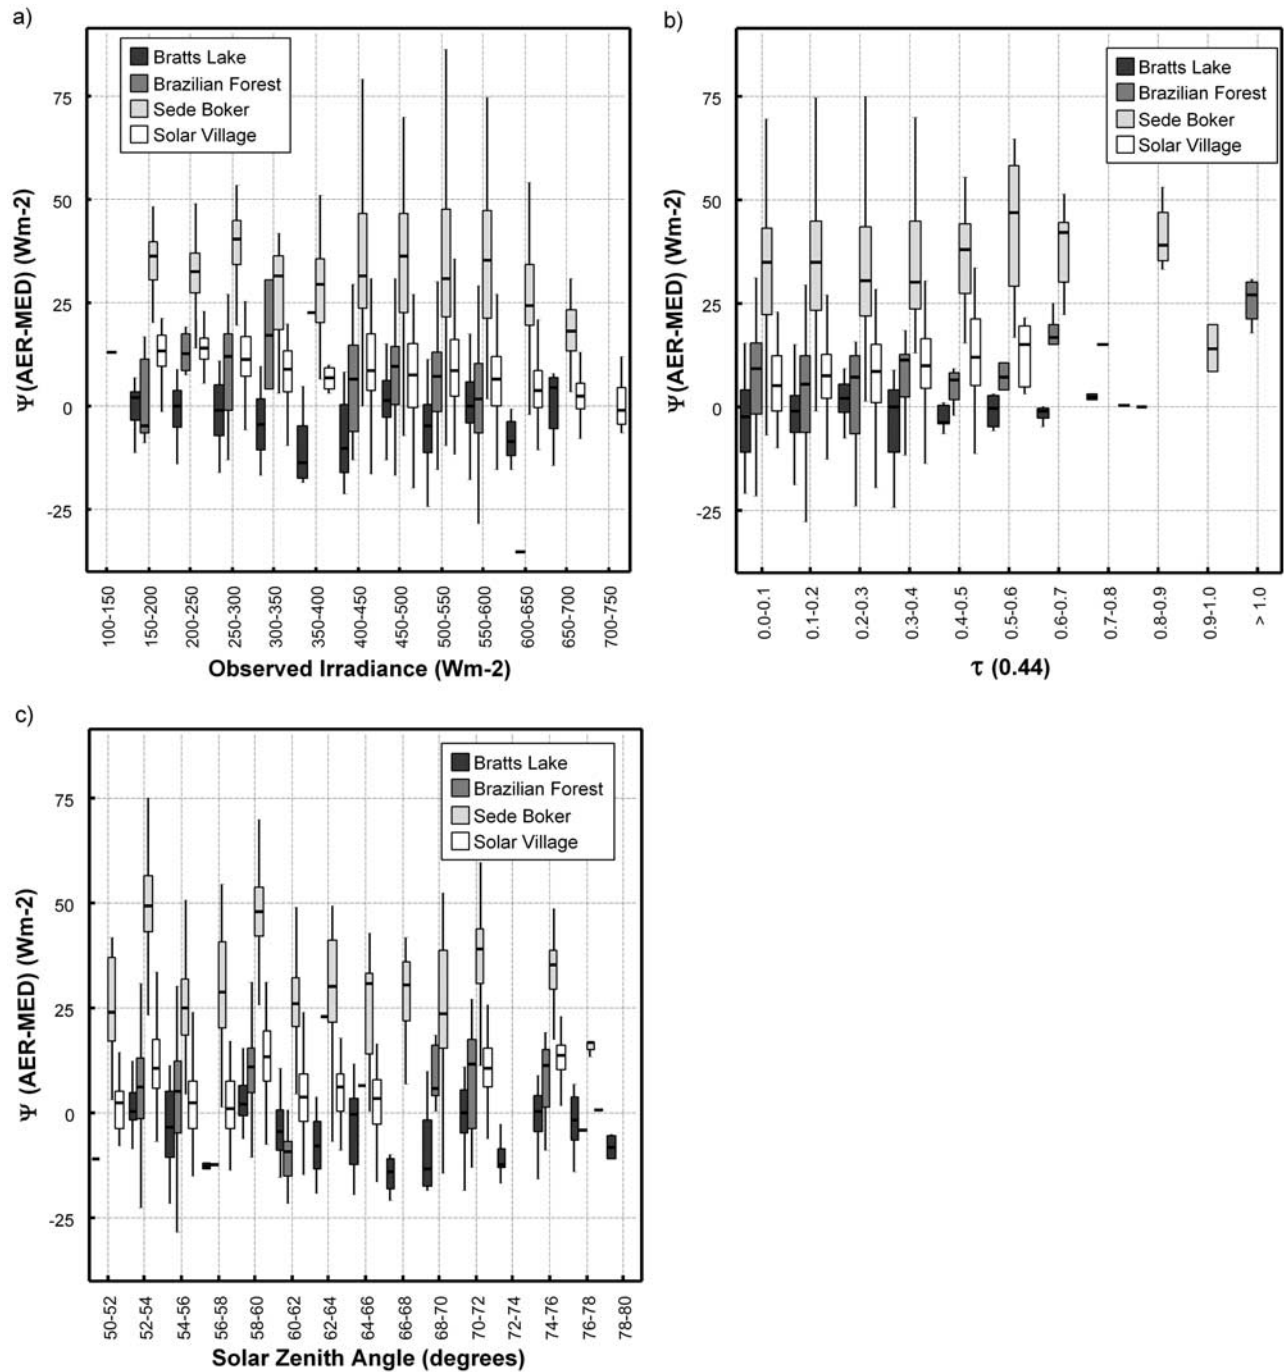 a)
Bratts Lake
Brazilian Forest
Sede Boker
Solar Village
75
50
25
0
-25
Ψ(AER-MED) (Wm-2)
100-150
150-200
200-250
250-300
300-350
350-400
400-450
450-500
500-550
550-600
600-650
650-700
700-750
Observed Irradiance (Wm-2)
b)
Bratts Lake
Brazilian Forest
Sede Boker
Solar Village
75
50
25
0
-25
Ψ(AER-MED) (Wm-2)
0.0-0.1
0.1-0.2
0.2-0.3
0.3-0.4
0.4-0.5
0.5-0.6
0.6-0.7
0.7-0.8
0.8-0.9
0.9-1.0
> 1.0
τ (0.44)
c)
Bratts Lake
Brazilian Forest
Sede Boker
Solar Village
75
50
25
0
-25
Ψ (AER-MED) (Wm-2)
50-52
52-54
54-56
56-58
58-60
60-62
62-64
64-66
66-68
68-70
70-72
72-74
74-76
76-78
78-80
Solar Zenith Angle (degrees)